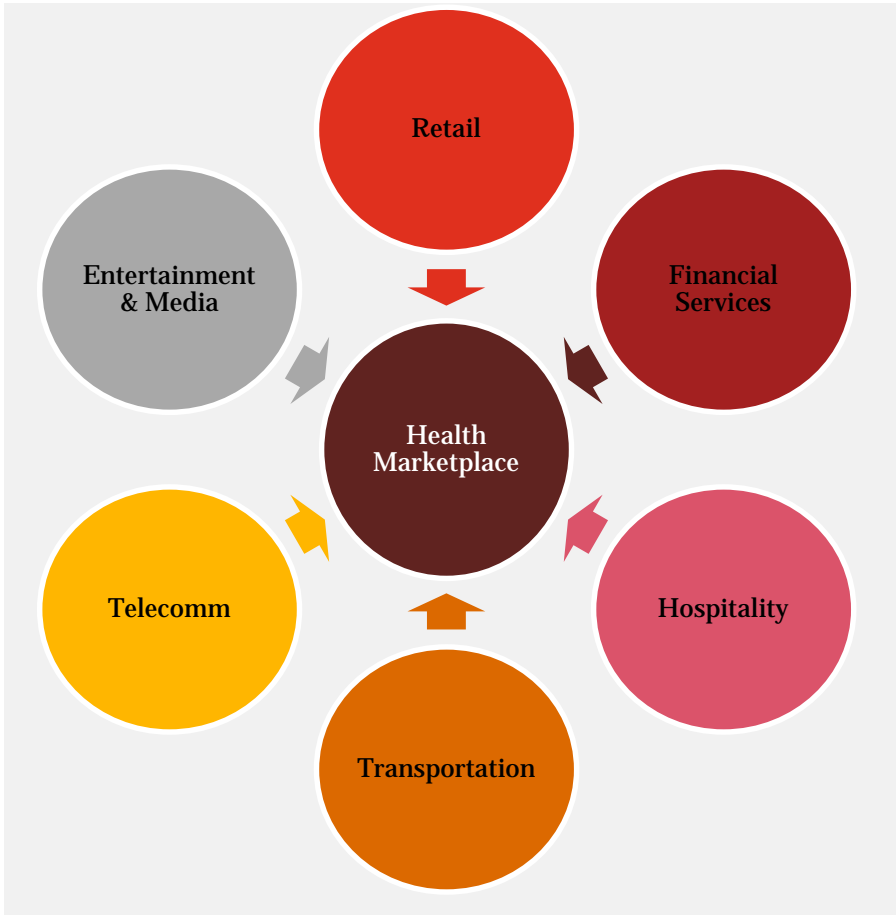 Retail
Entertainment
& Media
Financial
Services
Health
Marketplace
Telecomm
Hospitality
Transportation